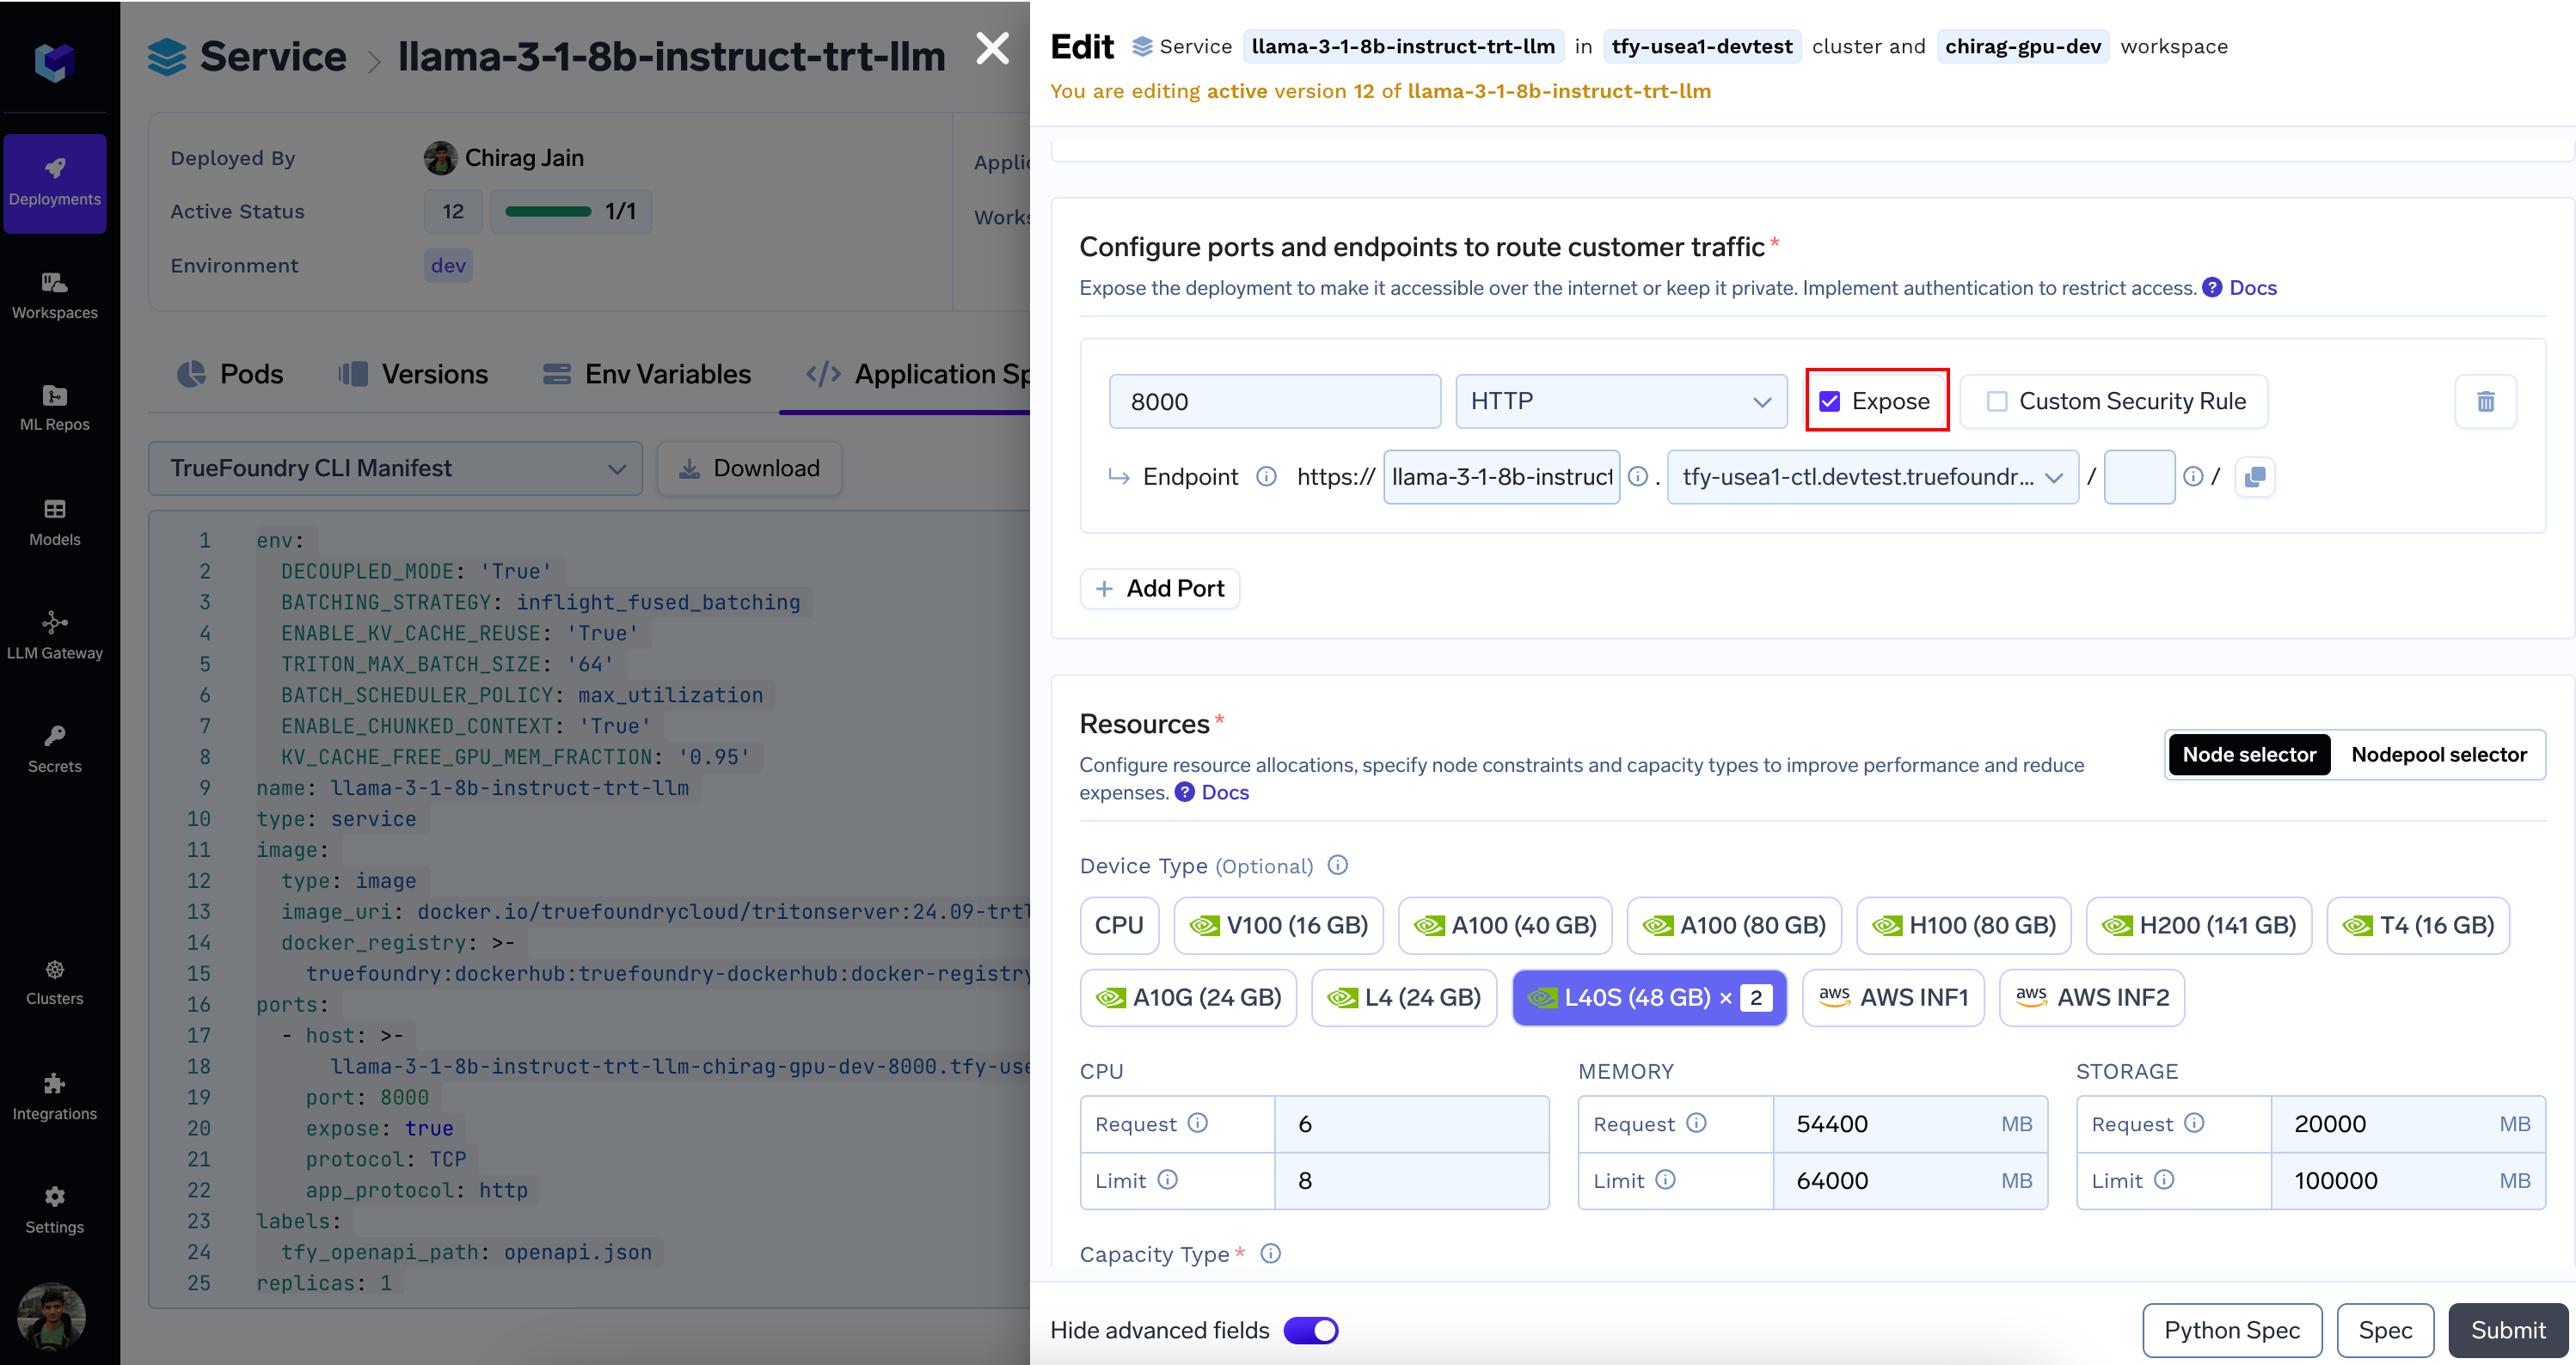 Deployments
Workspaces
ML Repos
Models
LLM Gateway
Secrets
Clusters
Integrations
Settings
Service > llama-3-1-8b-instruct-trt-llm
Deployed By Chirag Jain
Active Status 12 1/1
Environment dev
Pods Versions Env Variables </> Application Sp
TrueFoundry CLI Manifest Download
1 env:
2 DECOUPLED_MODE: 'True'
3 BATCHING_STRATEGY: inflight_fused_batching
4 ENABLE_KV_CACHE_REUSE: 'True'
5 TRITON_MAX_BATCH_SIZE: '64'
6 BATCH_SCHEDULER_POLICY: max_utilization
7 ENABLE_CHUNKED_CONTEXT: 'True'
8 KV_CACHE_FREE_GPU_MEM_FRACTION: '0.95'
9 name: llama-3-1-8b-instruct-trt-llm
10 type: service
11 image:
12 type: image
13 image_uri: docker.io/truefoundrycloud/tritonserver:24.09-trtl
14 docker_registry: >-
15 truefoundry:dockerhub:truefoundry-dockerhub:docker-registry
16 ports:
17 - host: >-
18 llama-3-1-8b-instruct-trt-llm-chirag-gpu-dev-8000.tfy-use
19 port: 8000
20 expose: true
21 protocol: TCP
22 app_protocol: http
23 labels:
24 tfy_openapi_path: openapi.json
25 replicas: 1
Edit Service llama-3-1-8b-instruct-trt-llm in tfy-usea1-devtest cluster and chirag-gpu-dev workspace
You are editing active version 12 of llama-3-1-8b-instruct-trt-llm
Configure ports and endpoints to route customer traffic *
Expose the deployment to make it accessible over the internet or keep it private. Implement authentication to restrict access. ? Docs
8000 HTTP Expose Custom Security Rule
Endpoint https:// llama-3-1-8b-instruct . tfy-usea1-ctl.devtest.truefoundr... / /
+ Add Port
Resources *
Node selector Nodepool selector
Configure resource allocations, specify node constraints and capacity types to improve performance and reduce
expenses. ? Docs
Device Type (Optional)
CPU V100 (16 GB) A100 (40 GB) A100 (80 GB) H100 (80 GB) H200 (141 GB) T4 (16 GB)
A10G (24 GB) L4 (24 GB) L40S (48 GB) × 2 aws AWS INF1 aws AWS INF2
CPU MEMORY STORAGE
Request 6 Request 54400 MB Request 20000 MB
Limit 8 Limit 64000 MB Limit 100000 MB
Capacity Type *
Hide advanced fields Python Spec Spec Submit